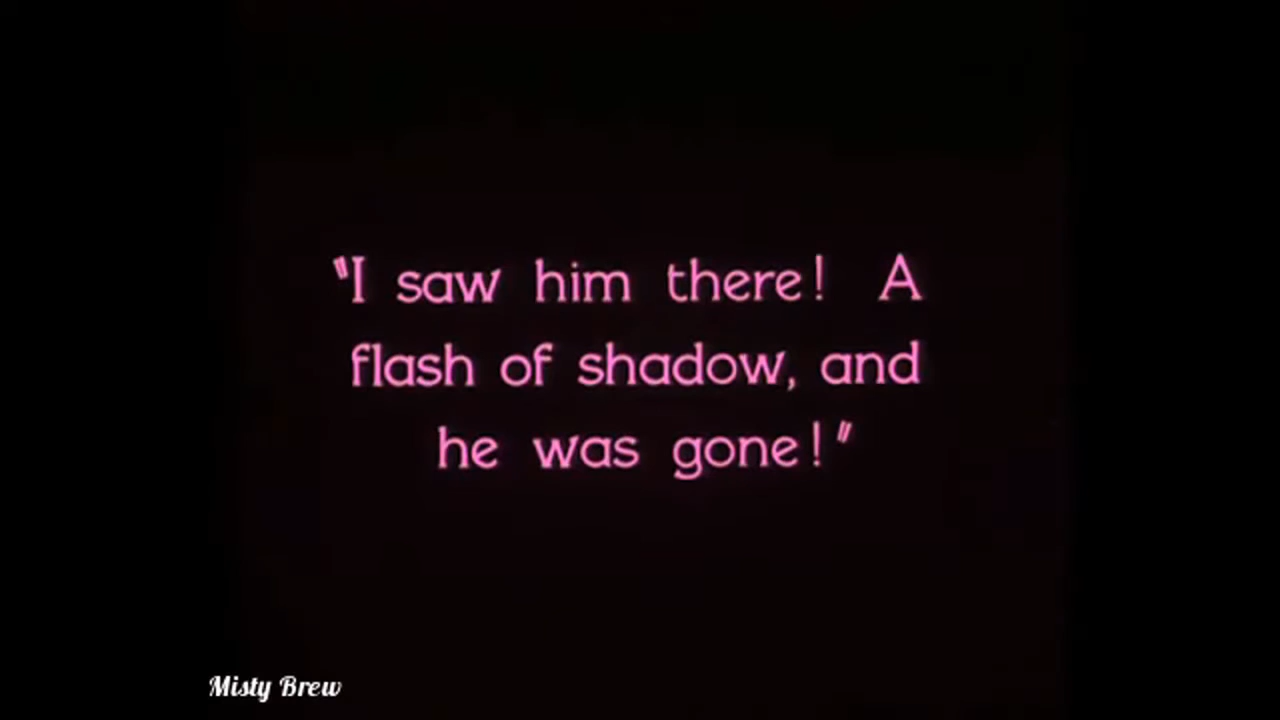 "I saw him there! A
flash of shadow, and
he was gone!"
Misty Brew